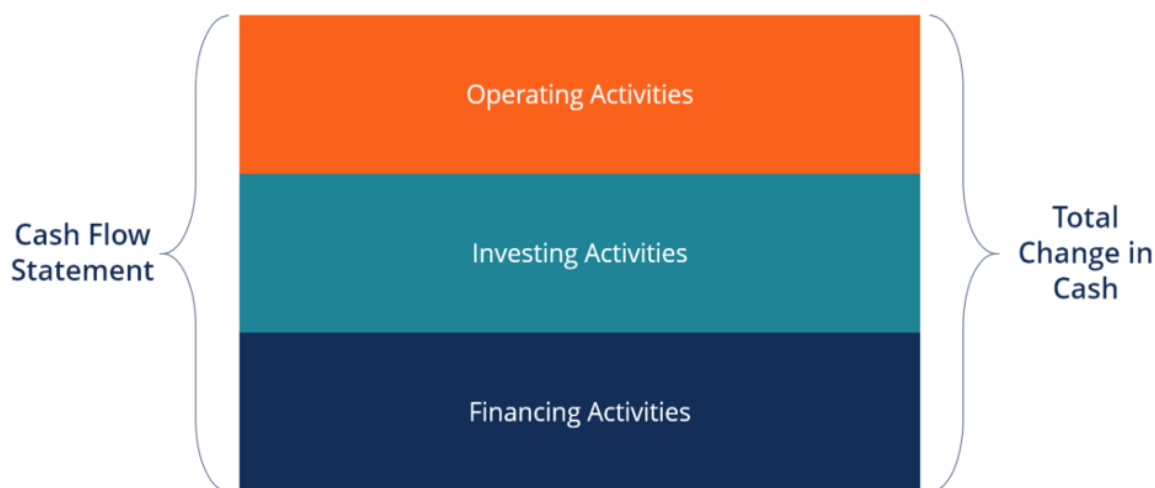 Operating Activities
Cash Flow
Statement
Investing Activities
Total
Change in
Cash
Financing Activities